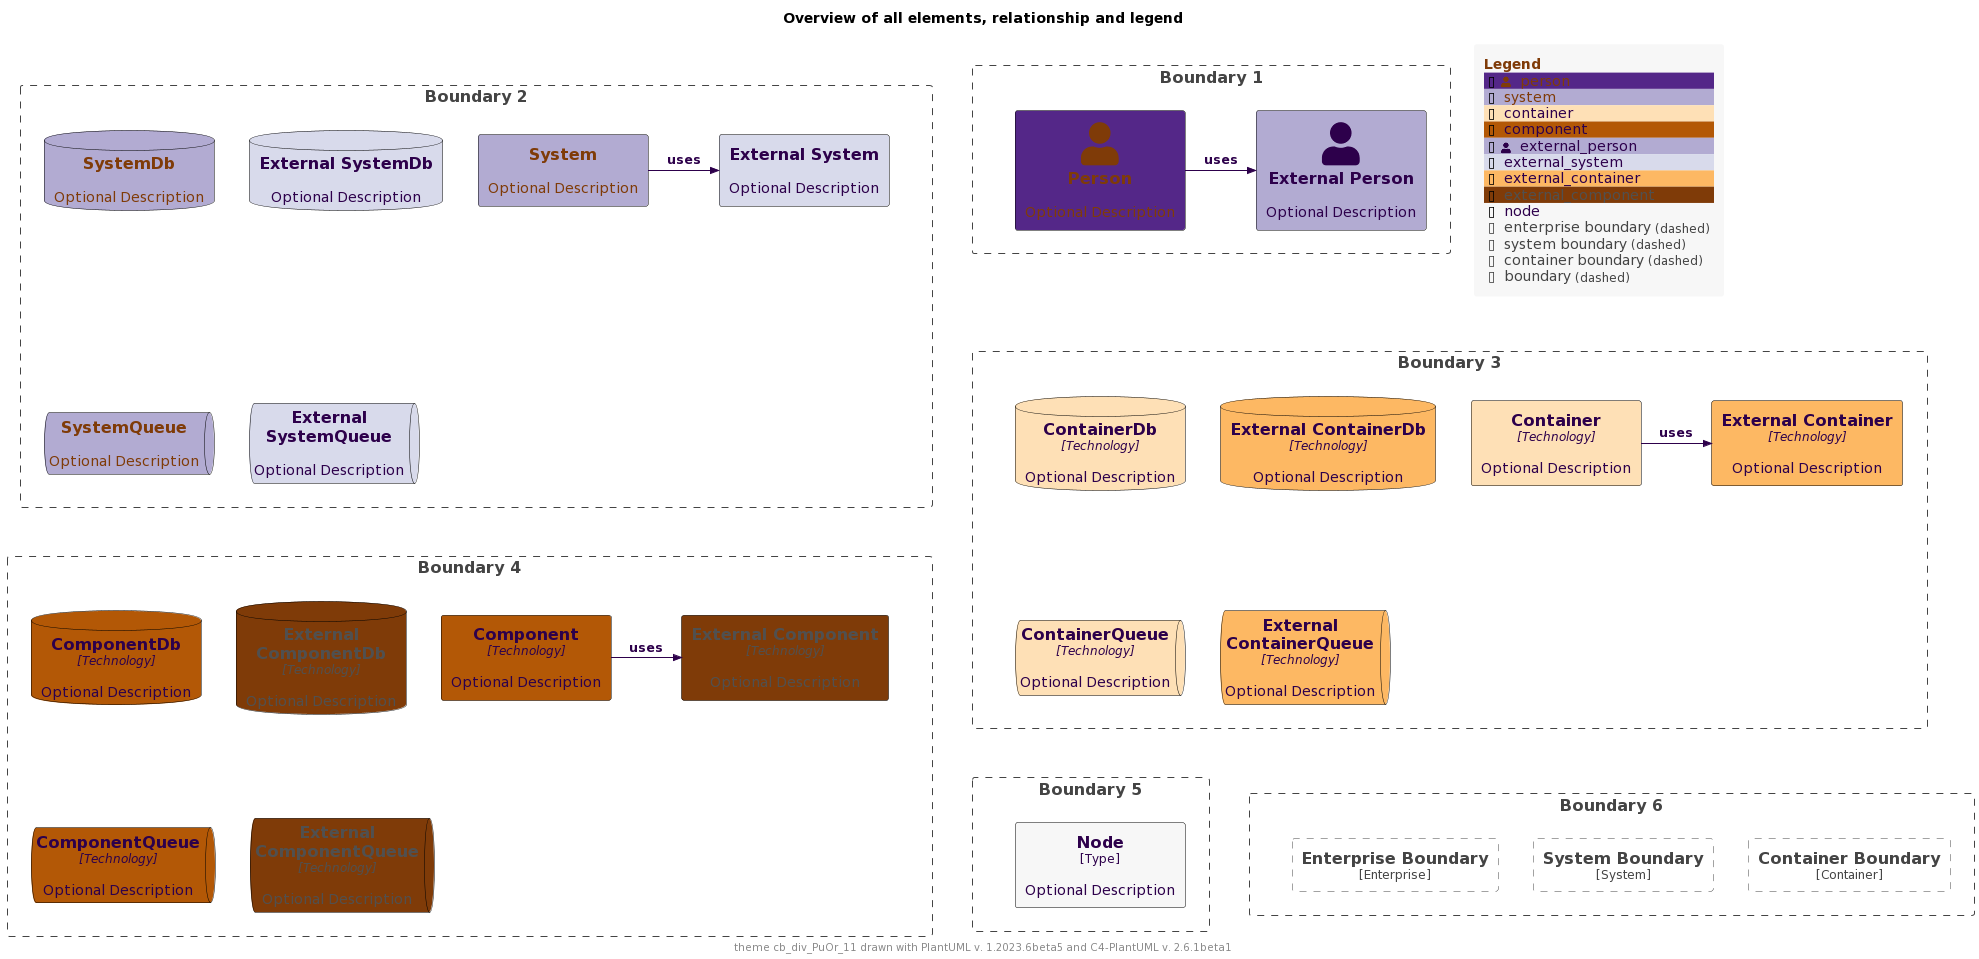 Overview of all elements, relationship and legend
Boundary 2
SystemDb
Optional Description
External SystemDb
Optional Description
System
Optional Description
uses
External System
Optional Description
SystemQueue
Optional Description
External
SystemQueue
Optional Description
Boundary 1
Person
Optional Description
uses
External Person
Optional Description
Legend
person
system
container
component
external_person
external_system
external_container
external_component
node
enterprise boundary (dashed)
system boundary (dashed)
container boundary (dashed)
boundary (dashed)
Boundary 3
ContainerDb
[Technology]
Optional Description
External ContainerDb
[Technology]
Optional Description
Container
[Technology]
Optional Description
uses
External Container
[Technology]
Optional Description
ContainerQueue
[Technology]
Optional Description
External
ContainerQueue
[Technology]
Optional Description
Boundary 4
ComponentDb
[Technology]
Optional Description
External
ComponentDb
[Technology]
Optional Description
Component
[Technology]
Optional Description
uses
External Component
[Technology]
Optional Description
ComponentQueue
[Technology]
Optional Description
External
ComponentQueue
[Technology]
Optional Description
Boundary 5
Node
[Type]
Optional Description
Boundary 6
Enterprise Boundary
[Enterprise]
System Boundary
[System]
Container Boundary
[Container]
theme cb_div_PuOr_11 drawn with PlantUML v. 1.2023.6beta5 and C4-PlantUML v. 2.6.1beta1